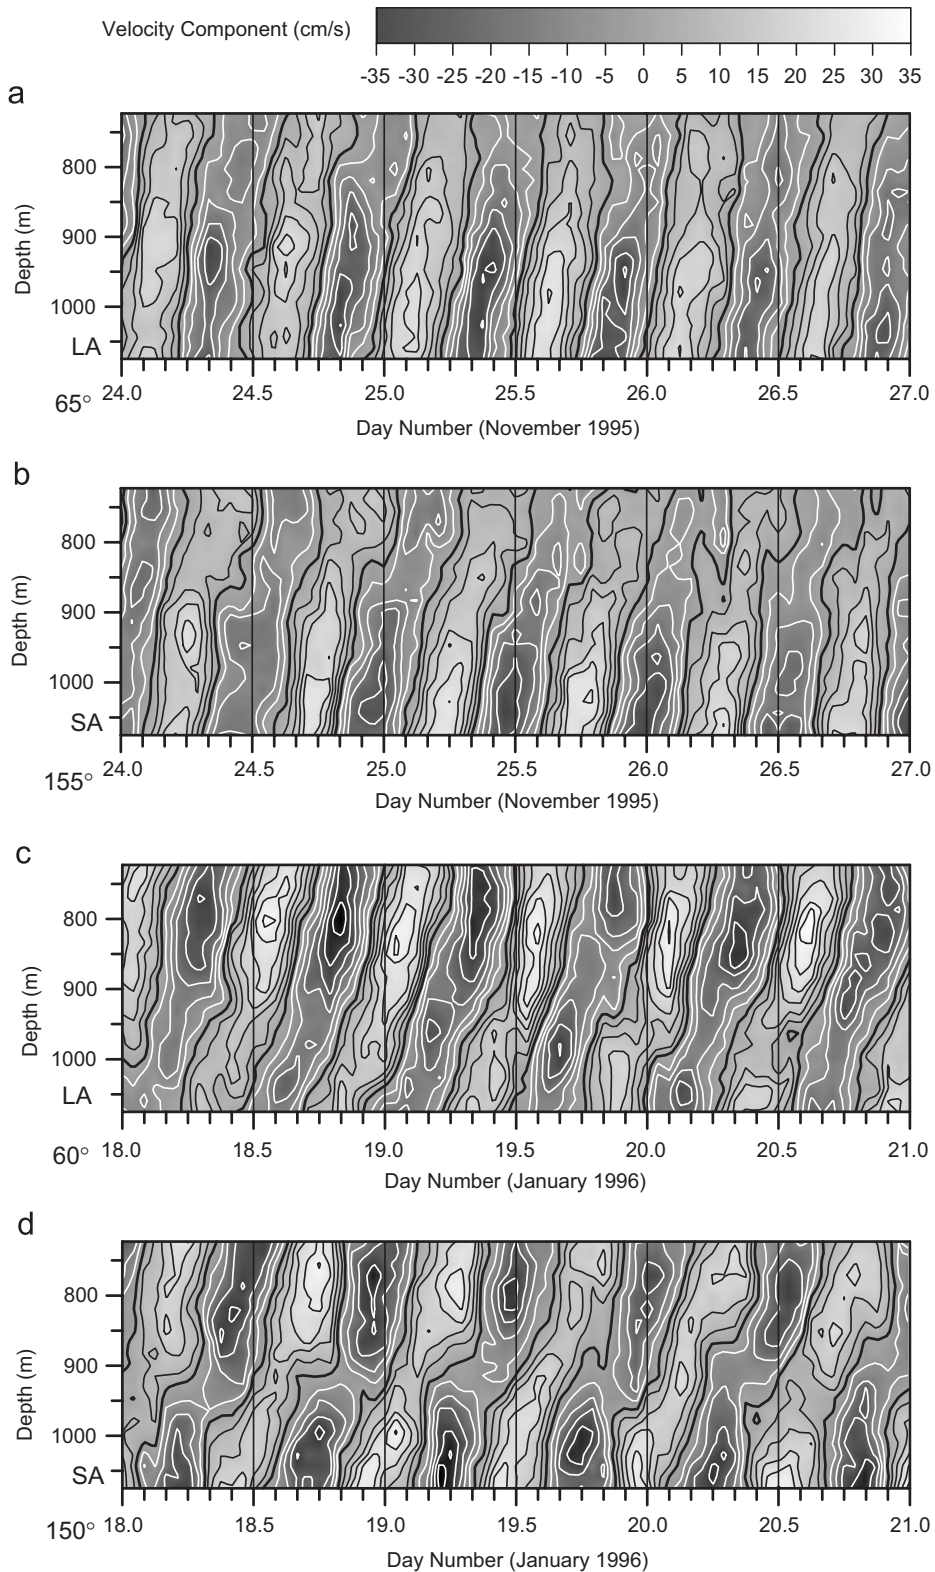 Velocity Component (cm/s)
-35 -30 -25 -20 -15 -10 -5 0 5 10 15 20 25 30 35
a
800
900
1000
Depth (m)
LA
65°
24.0 24.5 25.0 25.5 26.0 26.5 27.0
Day Number (November 1995)
b
800
900
1000
Depth (m)
SA
155°
24.0 24.5 25.0 25.5 26.0 26.5 27.0
Day Number (November 1995)
c
800
900
1000
Depth (m)
LA
60°
18.0 18.5 19.0 19.5 20.0 20.5 21.0
Day Number (January 1996)
d
800
900
1000
Depth (m)
SA
150°
18.0 18.5 19.0 19.5 20.0 20.5 21.0
Day Number (January 1996)